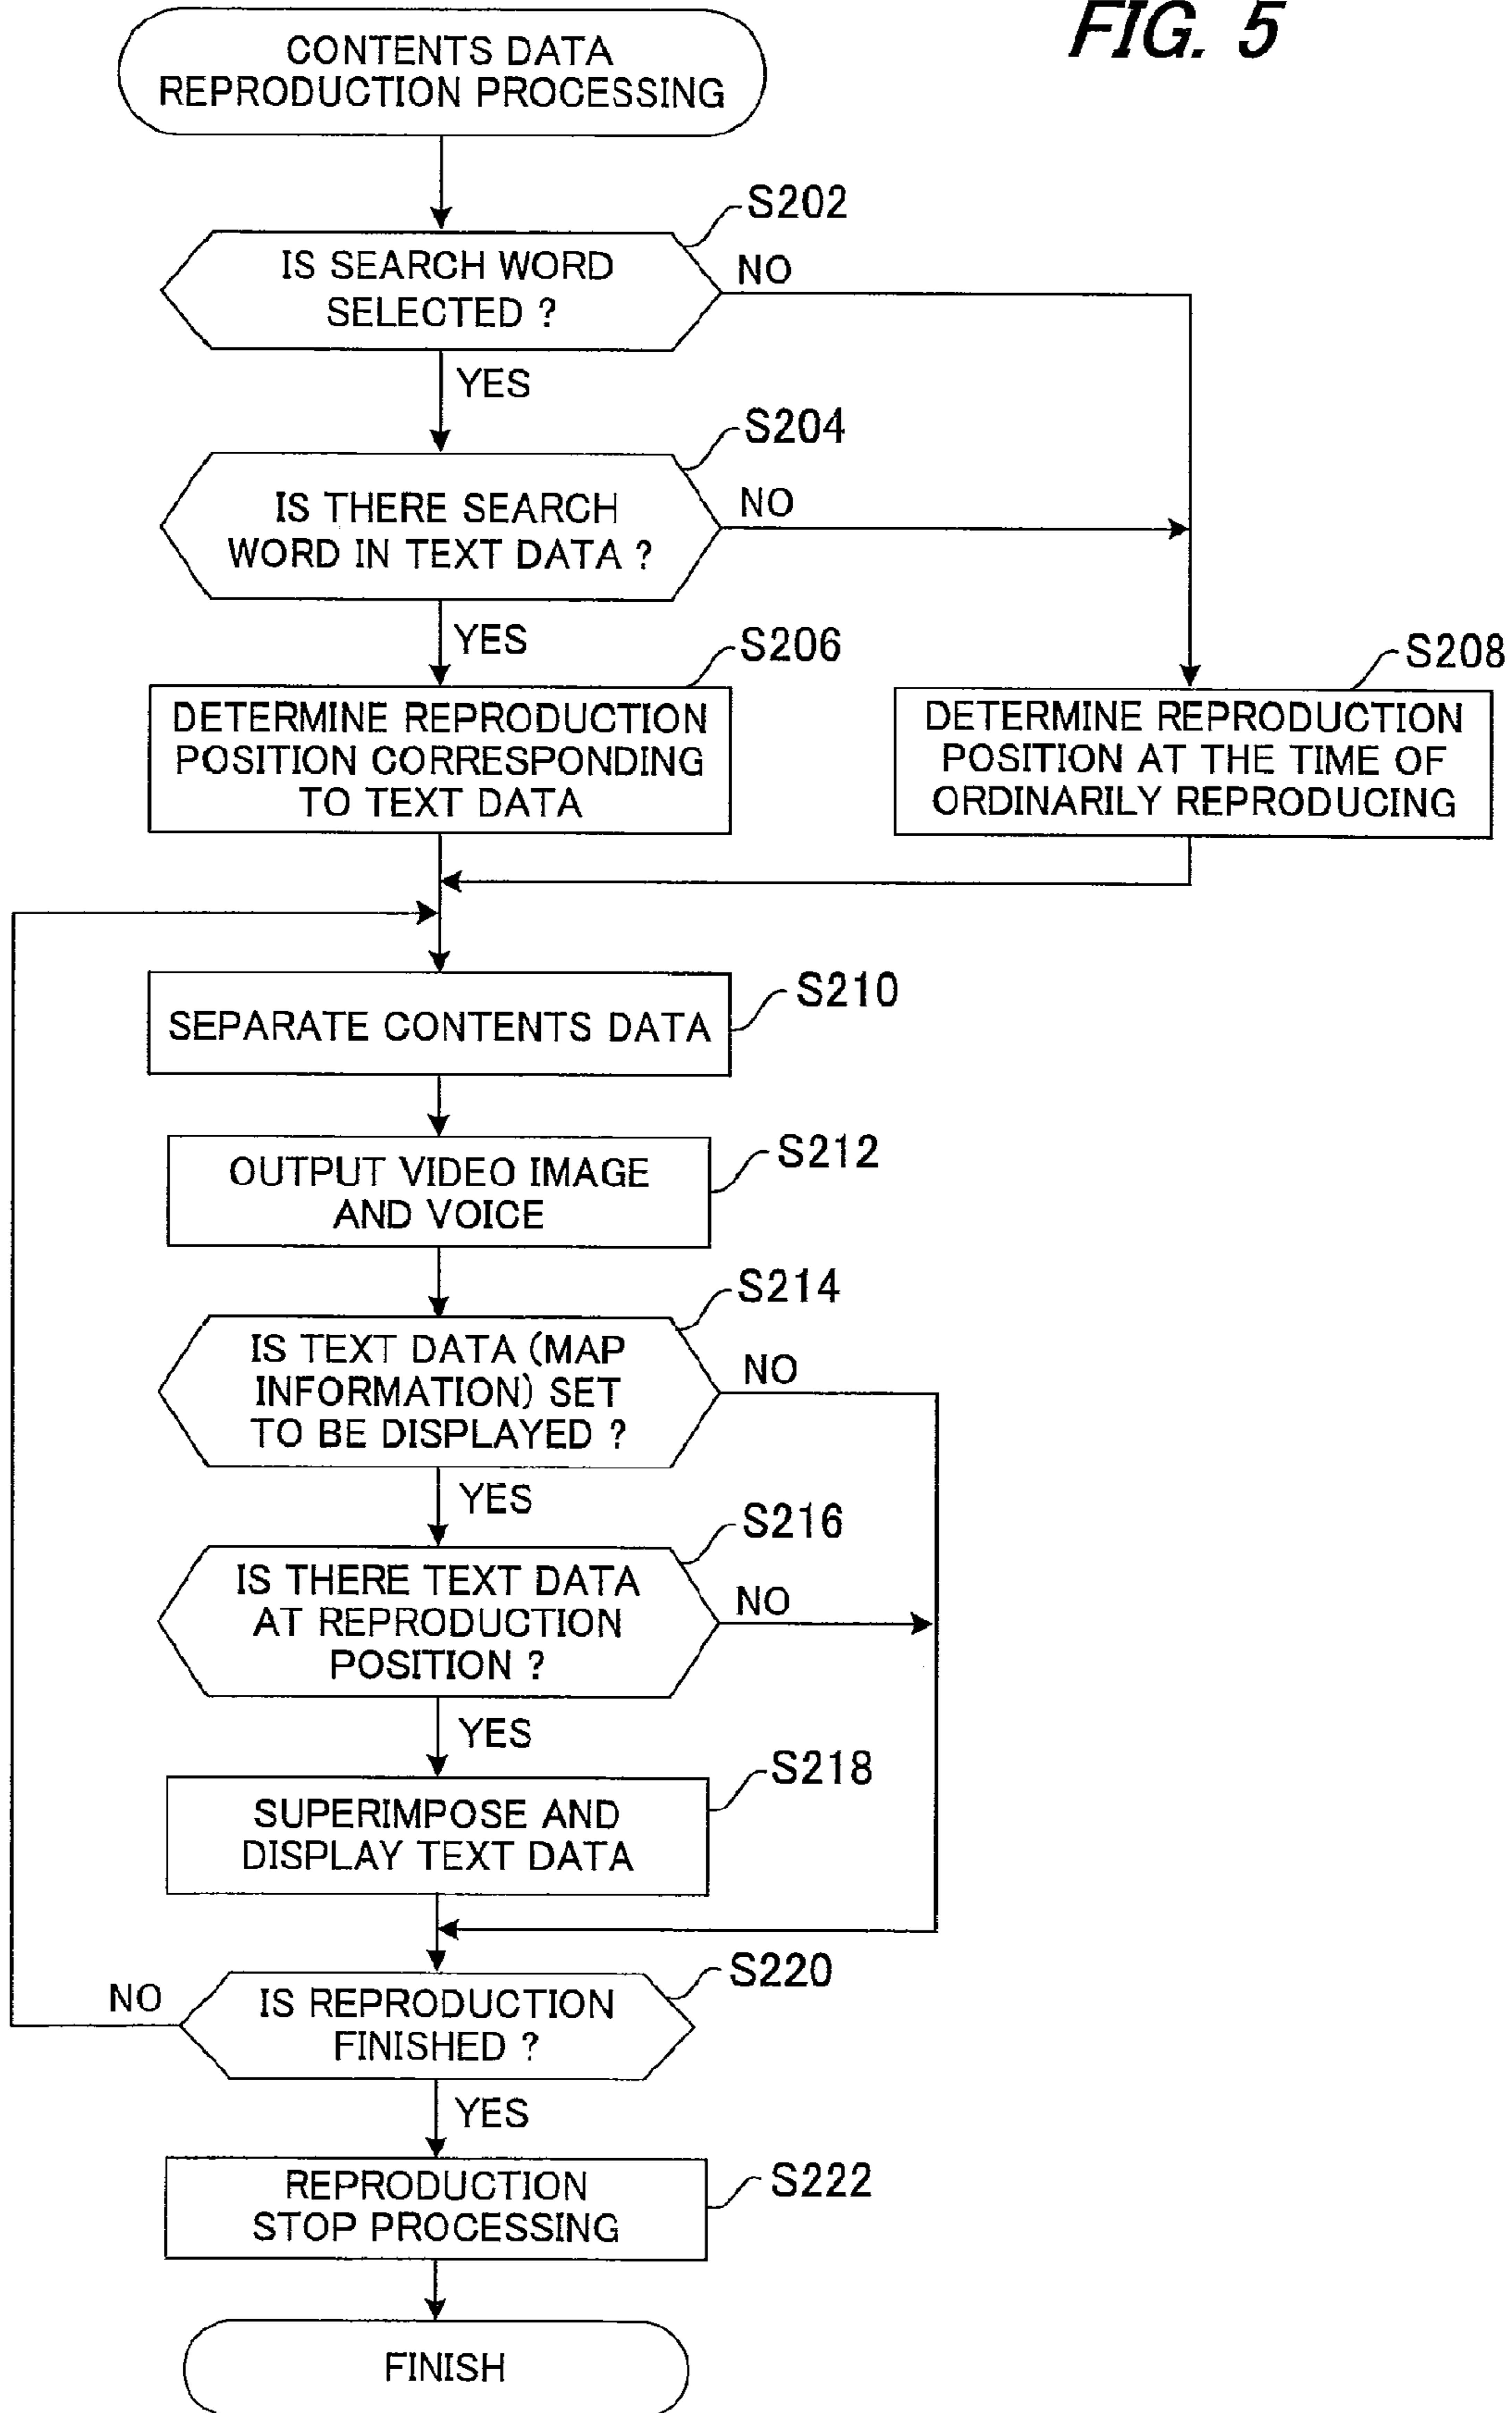 FIG. 5
CONTENTS DATA
REPRODUCTION PROCESSING
S202
IS SEARCH WORD
SELECTED ?
NO
YES
S204
IS THERE SEARCH
WORD IN TEXT DATA ?
NO
YES
S206
DETERMINE REPRODUCTION
POSITION CORRESPONDING
TO TEXT DATA
S208
DETERMINE REPRODUCTION
POSITION AT THE TIME OF
ORDINARILY REPRODUCING
S210
SEPARATE CONTENTS DATA
S212
OUTPUT VIDEO IMAGE
AND VOICE
S214
IS TEXT DATA (MAP
INFORMATION) SET
TO BE DISPLAYED ?
NO
YES
S216
IS THERE TEXT DATA
AT REPRODUCTION
POSITION ?
NO
YES
S218
SUPERIMPOSE AND
DISPLAY TEXT DATA
S220
IS REPRODUCTION
FINISHED ?
NO
YES
S222
REPRODUCTION
STOP PROCESSING
FINISH